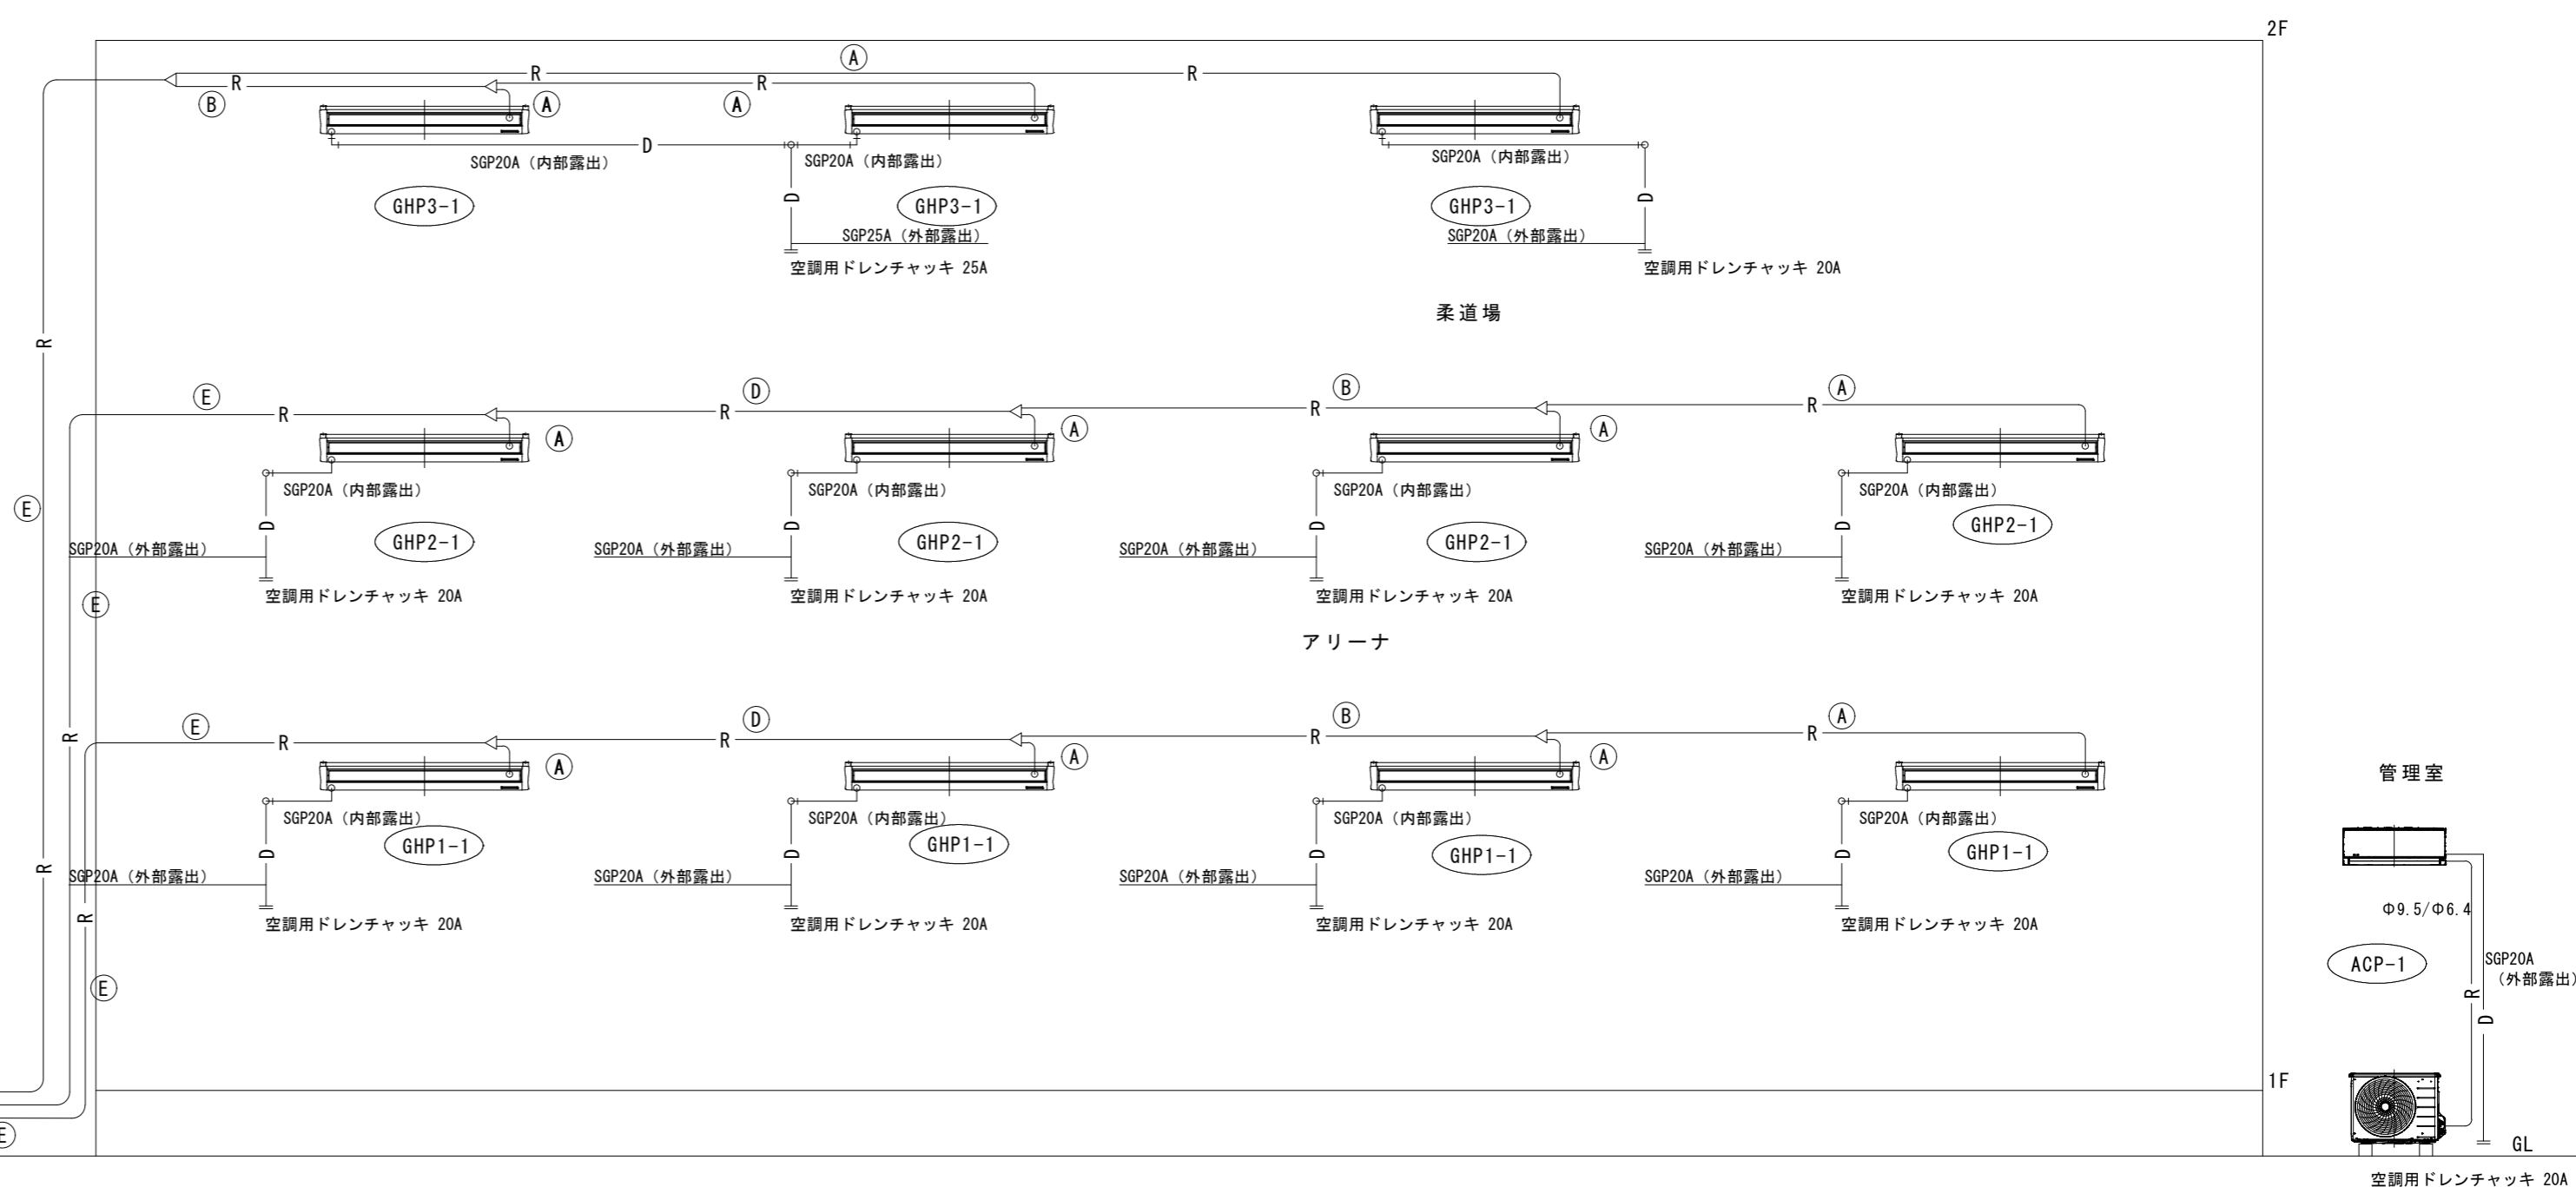 2F
A
R R R R
B A A
D
SGP20A（内部露出） SGP20A（内部露出） SGP20A（内部露出）
D D
GHP3-1 GHP3-1 GHP3-1
SGP25A（外部露出） SGP20A（外部露出）
空調用ドレンチャッキ 25A 空調用ドレンチャッキ 20A
柔道場
R
E D B A
R R R R
A A A
SGP20A（内部露出） SGP20A（内部露出） SGP20A（内部露出） SGP20A（内部露出）
E
D D D D
GHP2-1 GHP2-1 GHP2-1 GHP2-1
SGP20A（外部露出） SGP20A（外部露出） SGP20A（外部露出） SGP20A（外部露出）
空調用ドレンチャッキ 20A 空調用ドレンチャッキ 20A 空調用ドレンチャッキ 20A 空調用ドレンチャッキ 20A
E
アリーナ
E D B A
R R R R R
A A A
管理室
SGP20A（内部露出） SGP20A（内部露出） SGP20A（内部露出） SGP20A（内部露出）
GHP1-1 GHP1-1 GHP1-1 GHP1-1
D D D D
R
SGP20A（外部露出） SGP20A（外部露出） SGP20A（外部露出） SGP20A（外部露出）
R
空調用ドレンチャッキ 20A 空調用ドレンチャッキ 20A 空調用ドレンチャッキ 20A 空調用ドレンチャッキ 20A
Φ9.5/Φ6.4
ACP-1
SGP20A
（外部露出）
E
R
D
1F
E
GL
空調用ドレンチャッキ 20A